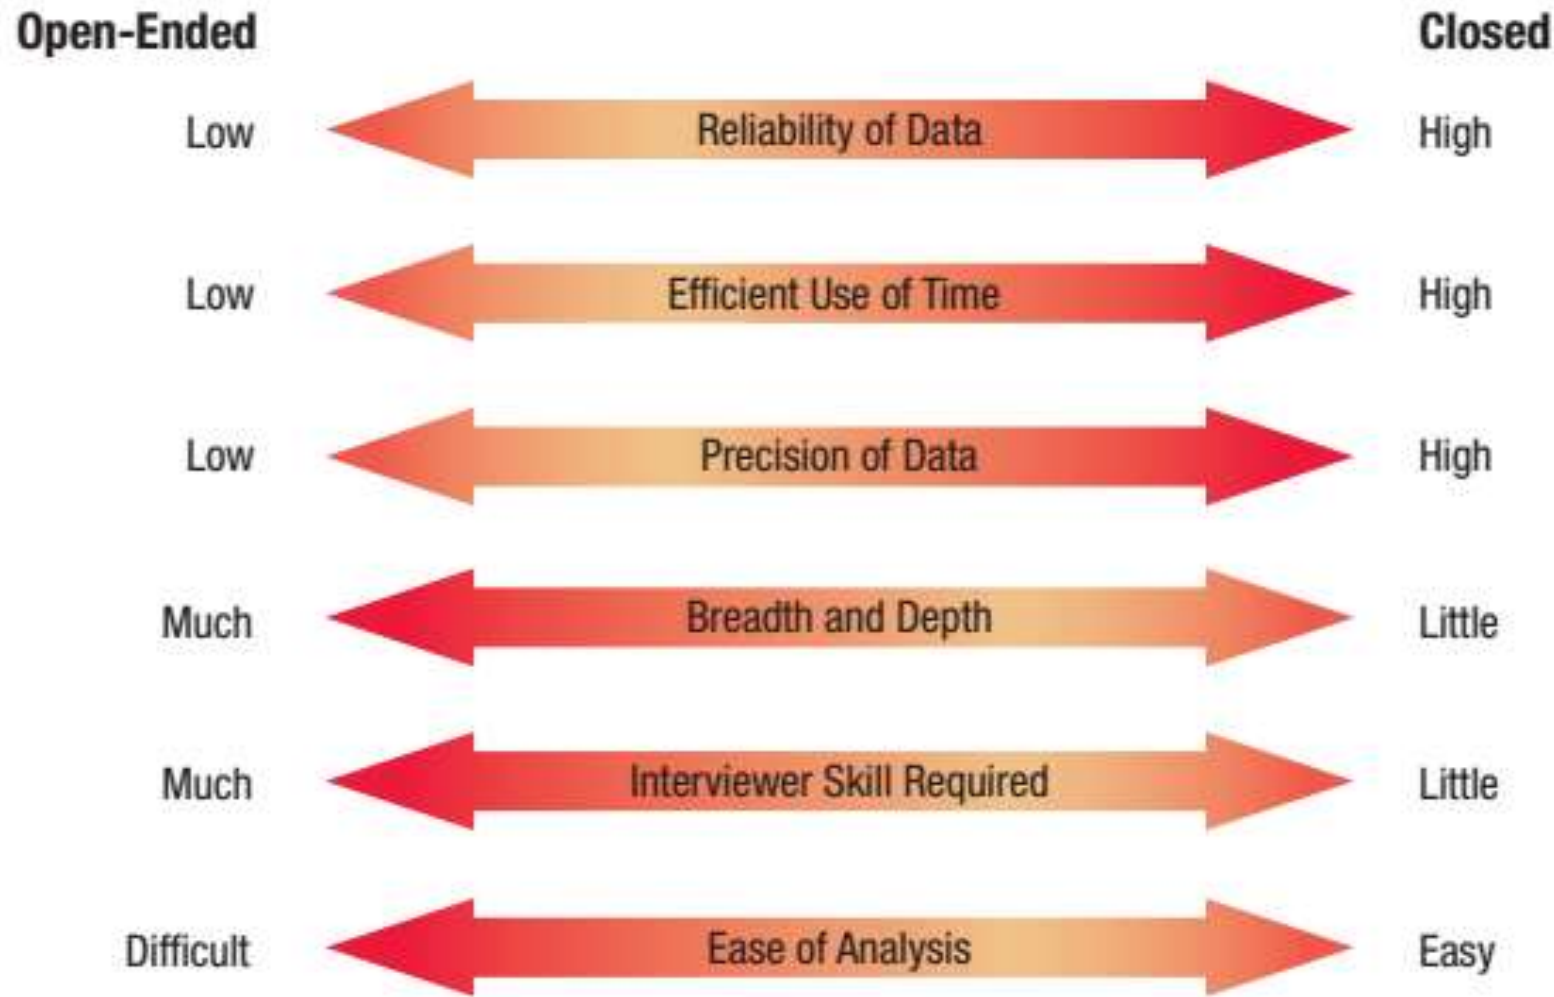 Open-Ended Closed
Low Reliability of Data High
Low Efficient Use of Time High
Low Precision of Data High
Much Breadth and Depth Little
Much Interviewer Skill Required Little
Difficult Ease of Analysis Easy